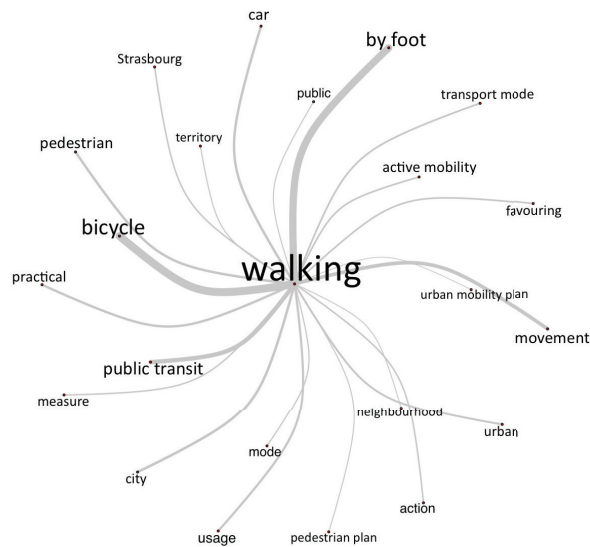 car
by foot
Strasbourg
public
transport mode
territory
pedestrian
active mobility
favouring
bicycle
walking
practical
urban mobility plan
movement
public transit
measure
neighbourhood
urban
mode
city
action
usage
pedestrian plan